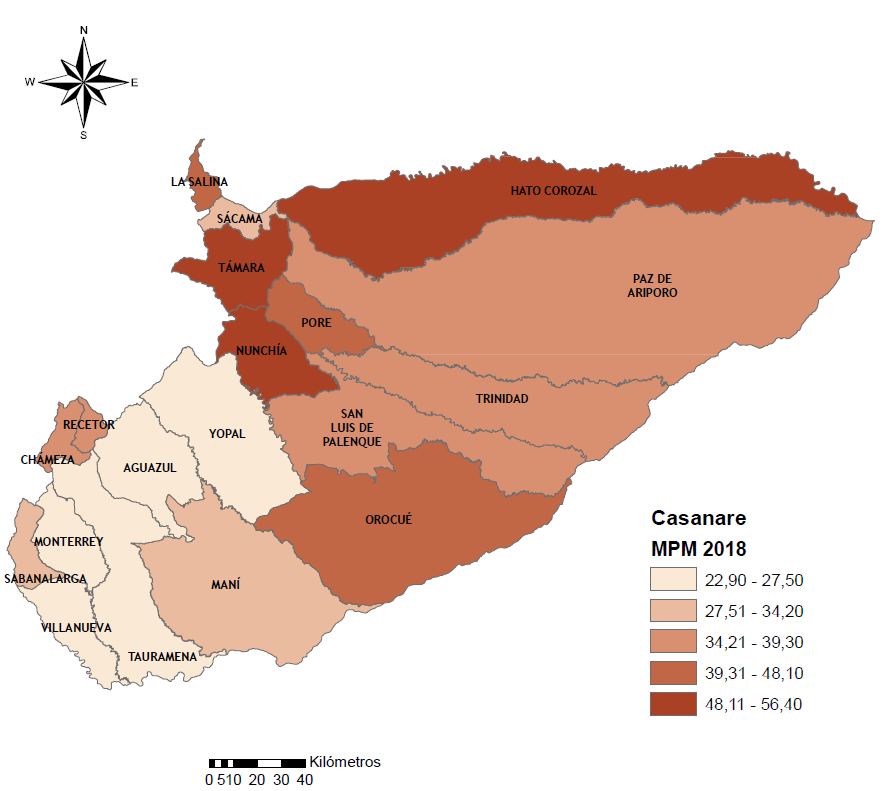 N
W
E
S
LA SALINA
SÁCAMA
HATO COROZAL
TÁMARA
PAZ DE
ARIPORO
PORE
NUNCHÍA
TRINIDAD
SAN
LUIS DE
PALENQUE
RECETOR
YOPAL
CHÁMEZA
AGUAZUL
OROCUÉ
MONTERREY
SABANALARGA
MANÍ
VILLANUEVA
TAURAMENA
Casanare
MPM 2018
22,90 - 27,50
27,51 - 34,20
34,21 - 39,30
39,31 - 48,10
48,11 - 56,40
Kilómetros
0 510 20 30 40